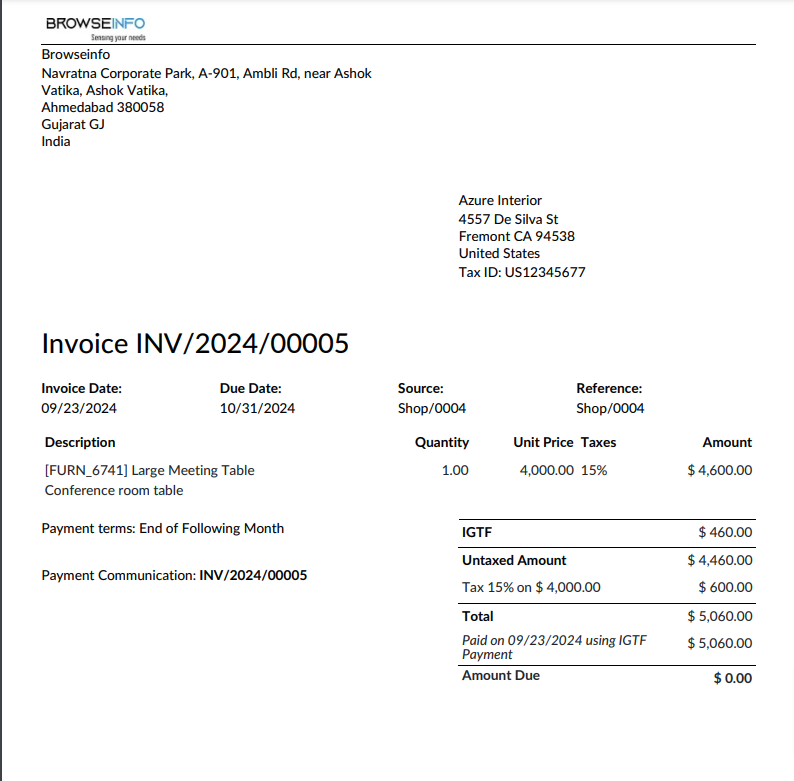 BROWSEINFO
Sensing your needs
Browseinfo
Navratna Corporate Park, A-901, Ambli Rd, near Ashok
Vatika, Ashok Vatika,
Ahmedabad 380058
Gujarat GJ
India
Azure Interior
4557 De Silva St
Fremont CA 94538
United States
Tax ID: US12345677
Invoice INV/2024/00005
Invoice Date: Due Date: Source: Reference:
09/23/2024 10/31/2024 Shop/0004 Shop/0004
Description Quantity Unit Price Taxes Amount
[FURN_6741] Large Meeting Table 1.00 4,000.00 15% $ 4,600.00
Conference room table
Payment terms: End of Following Month
Payment Communication: INV/2024/00005
IGTF $ 460.00
Untaxed Amount $ 4,460.00
Tax 15% on $ 4,000.00 $ 600.00
Total $ 5,060.00
Paid on 09/23/2024 using IGTF $ 5,060.00
Payment
Amount Due $ 0.00